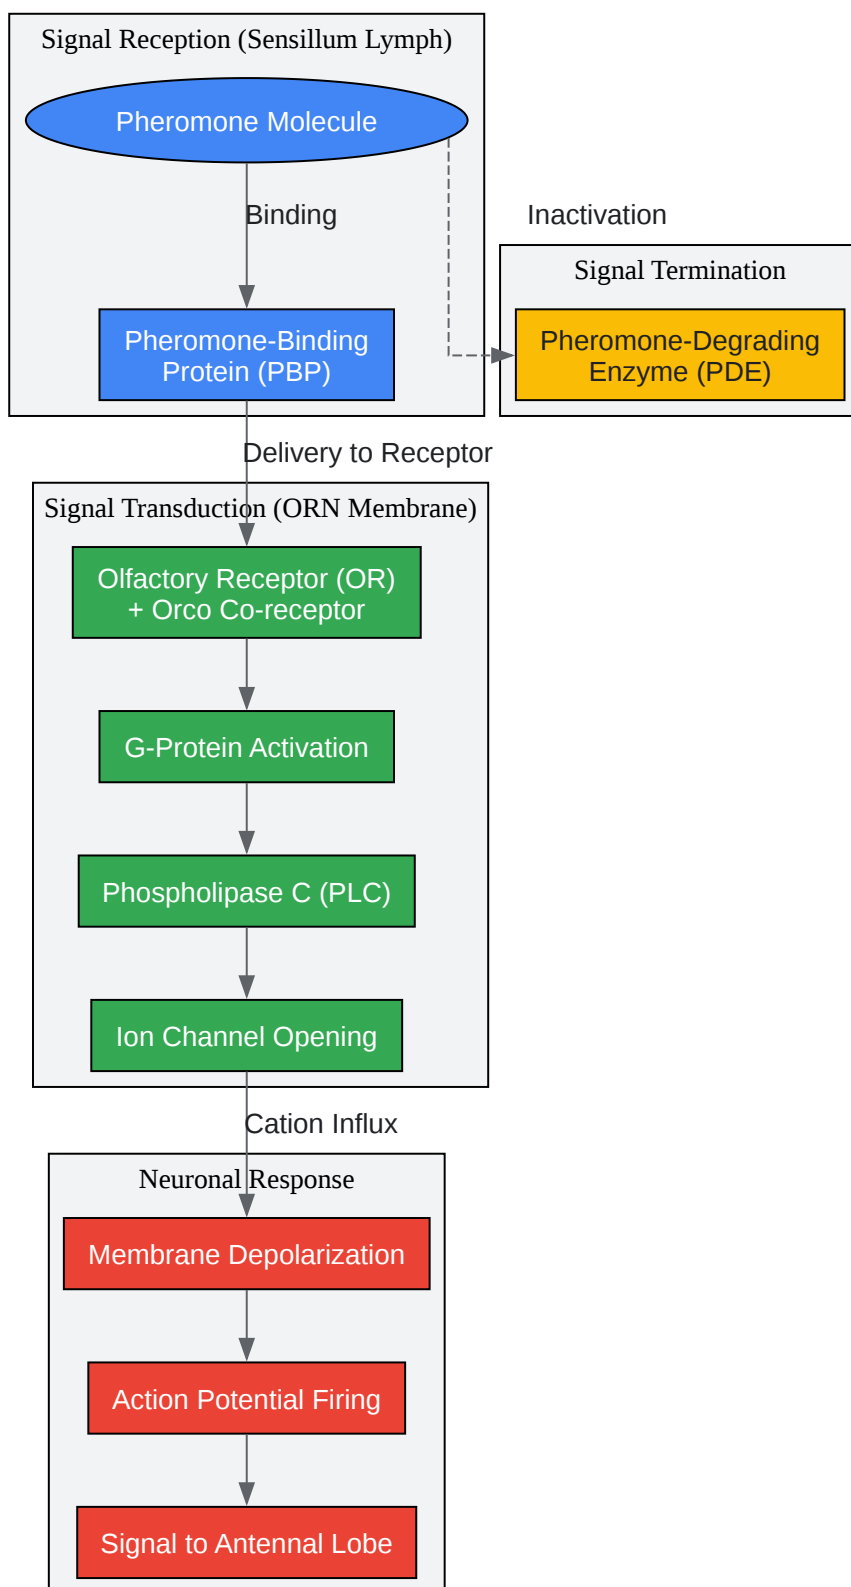 Signal Reception (Sensillum Lymph)
Pheromone Molecule
Binding
Inactivation
Signal Termination
Pheromone-Binding
Protein (PBP)
Pheromone-Degrading
Enzyme (PDE)
Delivery to Receptor
Signal Transduction (ORN Membrane)
Olfactory Receptor (OR)
+ Orco Co-receptor
G-Protein Activation
Phospholipase C (PLC)
Ion Channel Opening
Cation Influx
Neuronal Response
Membrane Depolarization
Action Potential Firing
Signal to Antennal Lobe